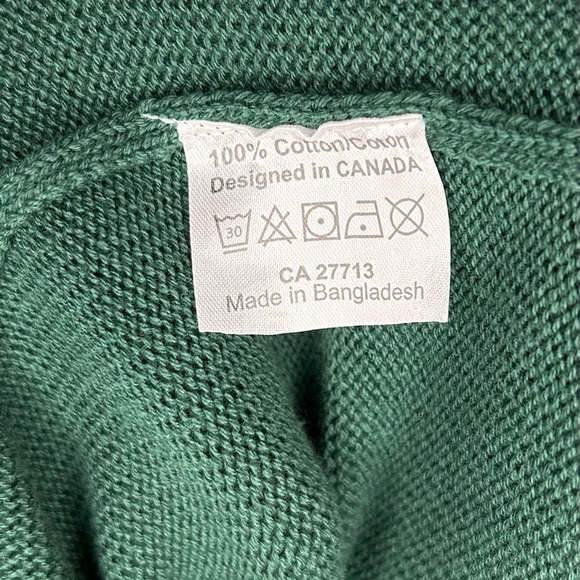 100% Cotton/Coton
Designed in CANADA
30
CA 27713
Made in Bangladesh